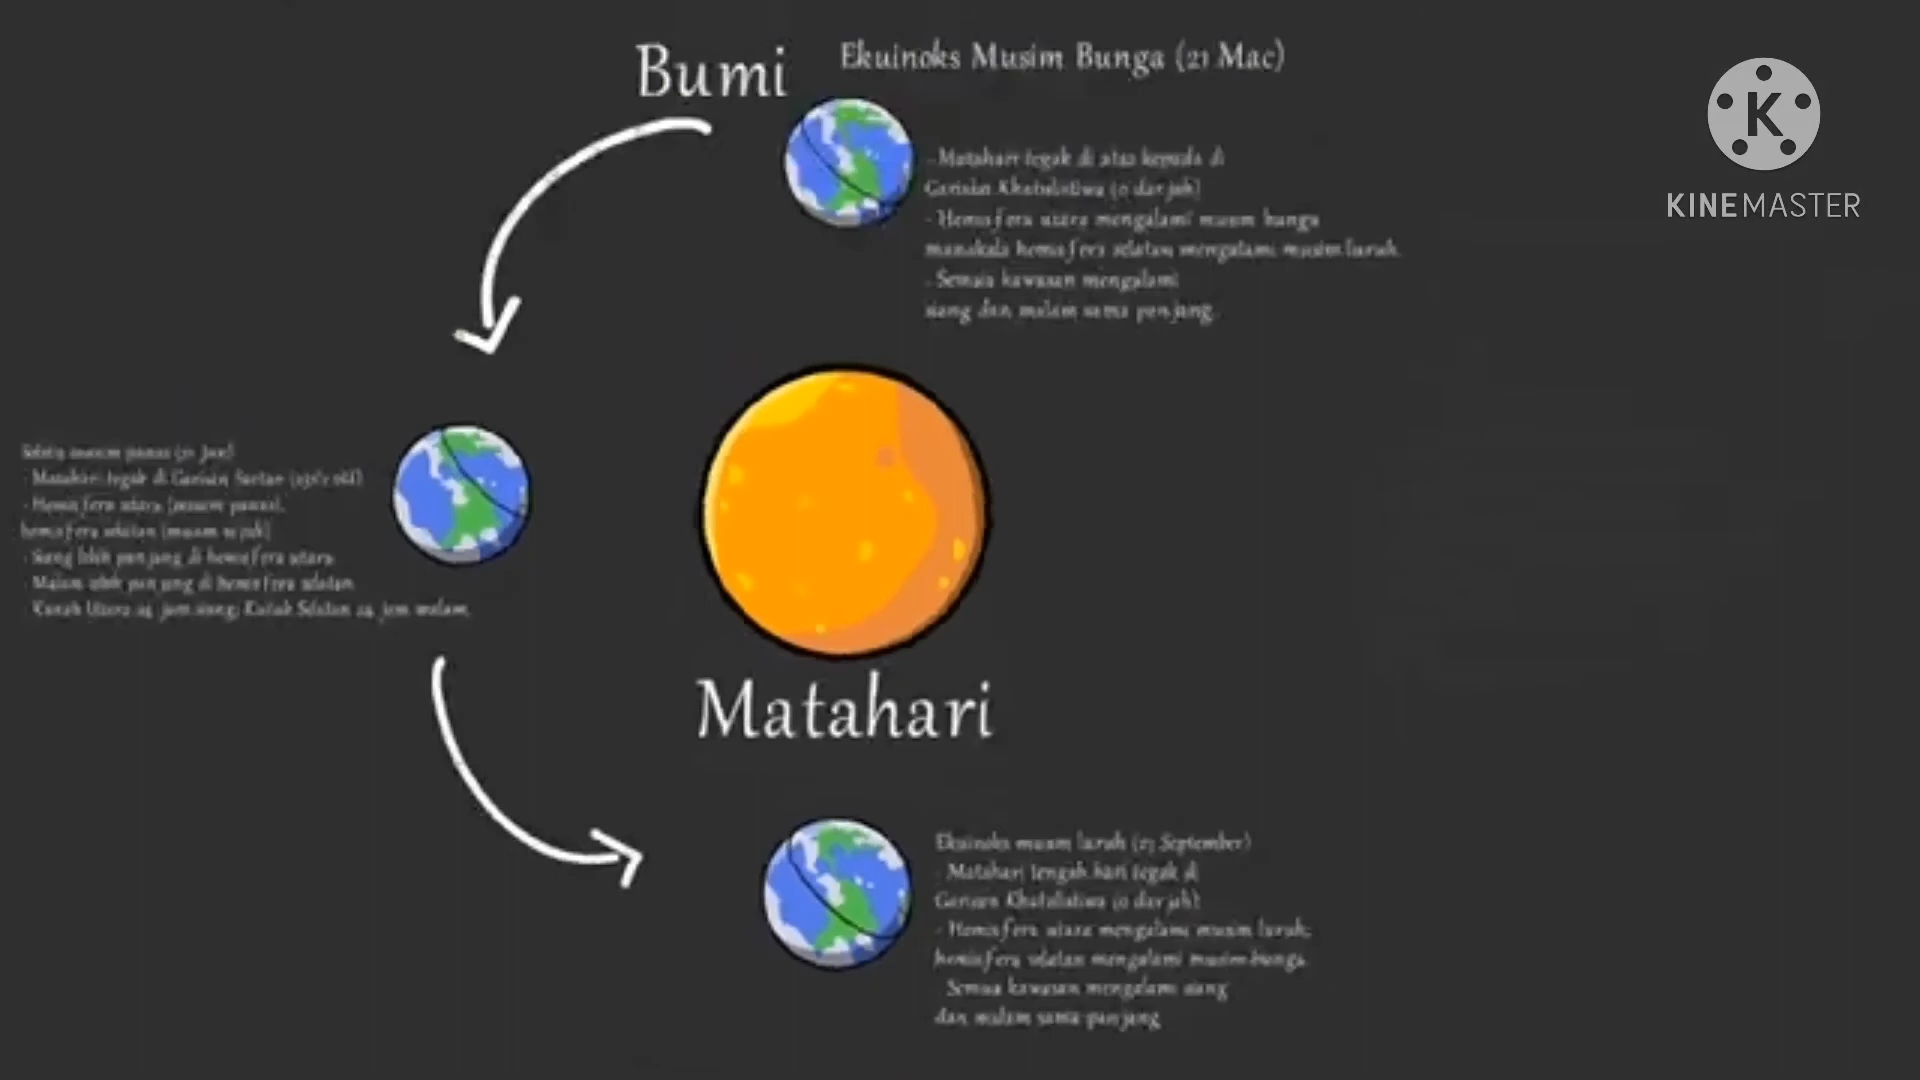 Bumi
Ekuinoks Musim Bunga (21 Mac)
- Matahari tegak di atas kepada di
Garisan Khatulistiwa (0 darjah)
- Hemisfera utara mengalami musim bunga
manakala hemisfera selatan mengalami musim luruh.
- Semua kawasan mengalami
siang dan malam sama panjang.
KINEMASTER
musim panas (21 Jun)
- Matahari tegak di Garisan Sartan
- Hemisfera utara (musim panas),
hemisfera selatan (musim sejuk)
- Siang lebih panjang di hemisfera utara
- Malam lebih panjang di hemisfera selatan
- Kutub Utara 24 jam siang; Kutub Selatan 24 jam malam.
Matahari
Ekuinoks musim luruh (23 September)
- Matahari tengah hari tegak di
Garisan Khatulistiwa (0 darjah)
- Hemisfera utara mengalami musim luruh;
hemisfera selatan mengalami musim bunga.
Semua kawasan mengalami siang
dan malam sama panjang